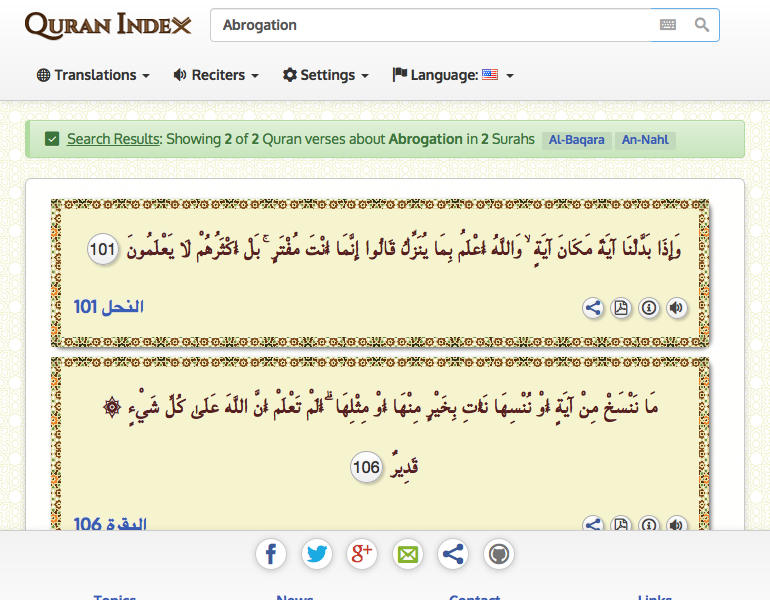 QURAN INDEX
Abrogation
Translations Reciters Settings Language:
Search Results: Showing 2 of 2 Quran verses about Abrogation in 2 Surahs Al-Baqara An-Nahl
وَإِذَا بَدَّلْنَا آيَةً مَكَانَ آيَةٍ ۙ وَاللَّهُ أَعْلَمُ بِمَا يُنَزِّلُ قَالُوا إِنَّمَا أَنْتَ مُفْتَرٍ ۚ بَلْ أَكْثَرُهُمْ لَا يَعْلَمُونَ 101
النحل 101
مَا نَنْسَخْ مِنْ آيَةٍ أَوْ نُنْسِهَا نَأْتِ بِخَيْرٍ مِنْهَا أَوْ مِثْلِهَا ۗ أَلَمْ تَعْلَمْ أَنَّ اللَّهَ عَلَىٰ كُلِّ شَيْءٍ ۞
قَدِيرٌ 106
البقرة 106
f g+
Topics News Contact Links